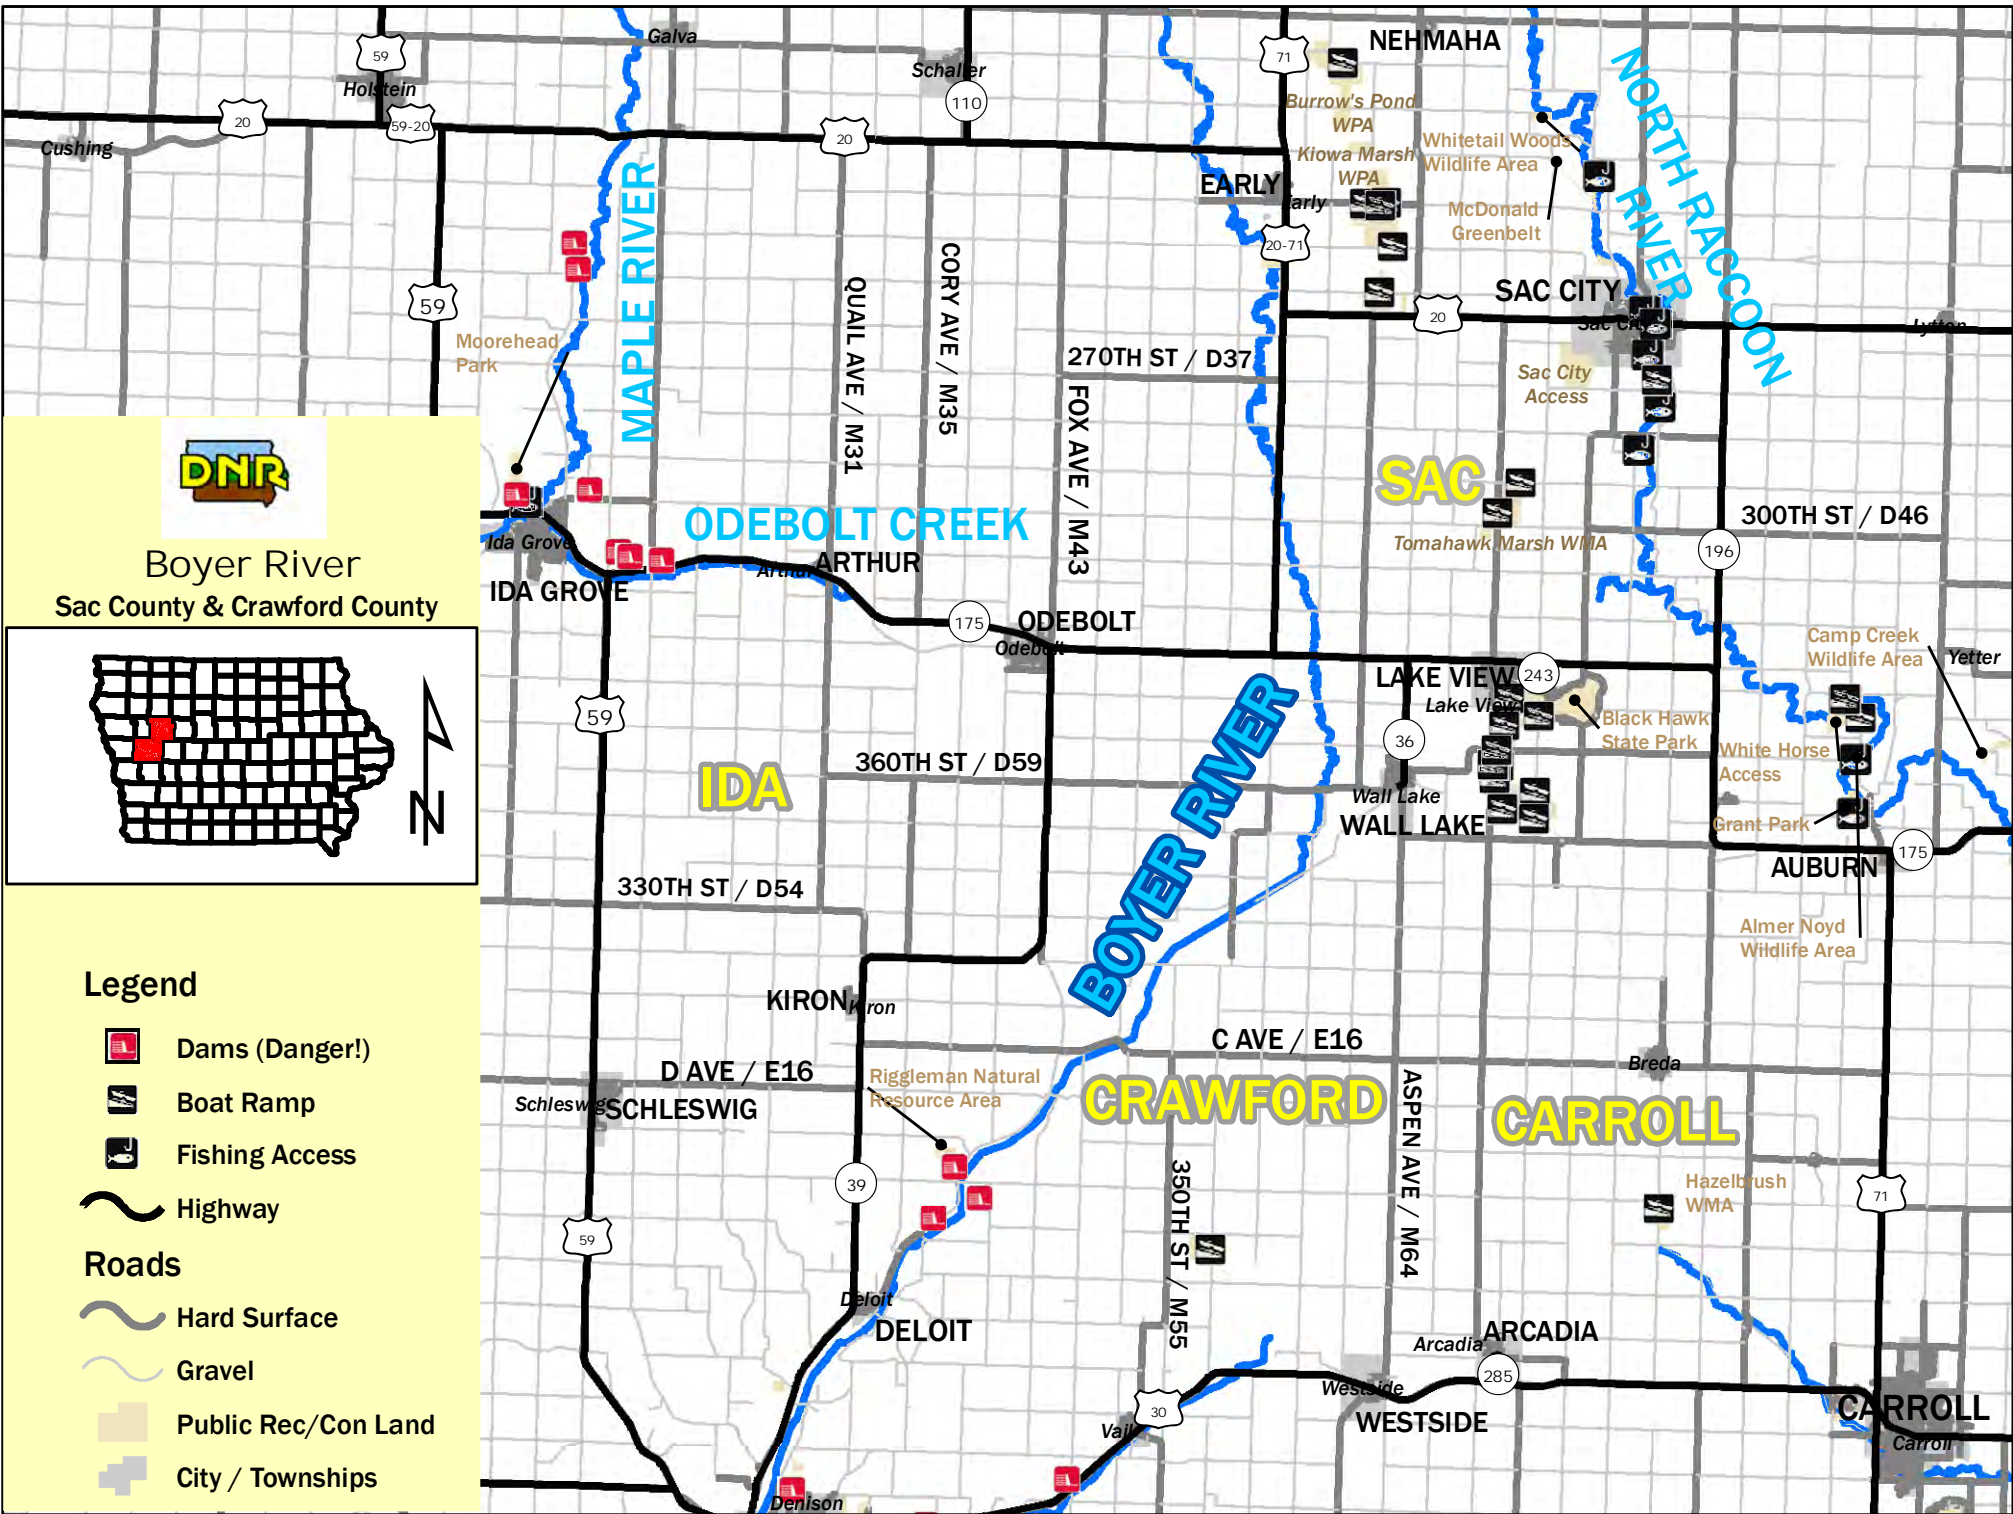 DNR
Boyer River
Sac County & Crawford County
N
Legend
Dams (Danger!)
Boat Ramp
Fishing Access
Highway
Roads
Hard Surface
Gravel
Public Rec/Con Land
City / Townships
59
Galva
Holstein
20
59-20
Cushing
Schaller
110
20
71
NEHMAHA
Burrow's Pond
WPA
Kiowa Marsh
WPA
Whitetail Woods
Wildlife Area
McDonald
Greenbelt
NORTH RACCOON
RIVER
EARLY
Early
20-71
MAPLE RIVER
59
Moorehead
Park
QUAIL AVE / M31
CORY AVE / M35
270TH ST / D37
FOX AVE / M43
SAC CITY
Sac City
20
Lytton
Sac City
Access
SAC
Tomahawk Marsh WMA
300TH ST / D46
196
ODEBOLT CREEK
Ida Grove
IDA GROVE
Arthur
ARTHUR
175
ODEBOLT
Odebolt
LAKE VIEW
Lake View
243
Black Hawk
State Park
Camp Creek
Wildlife Area
Yetter
59
36
White Horse
Access
360TH ST / D59
IDA
BOYER RIVER
Wall Lake
WALL LAKE
Grant Park
AUBURN
175
330TH ST / D54
Almer Noyd
Wildlife Area
KIRON
Kiron
C AVE / E16
D AVE / E16
Riggleman Natural
Resource Area
Breda
Schleswig
SCHLESWIG
CRAWFORD
CARROLL
ASPEN AVE / M64
350TH ST / M55
39
Hazelbrush
WMA
71
59
Deloit
DELOIT
Arcadia
ARCADIA
285
Westside
WESTSIDE
30
Vail
CARROLL
Carroll
Denison